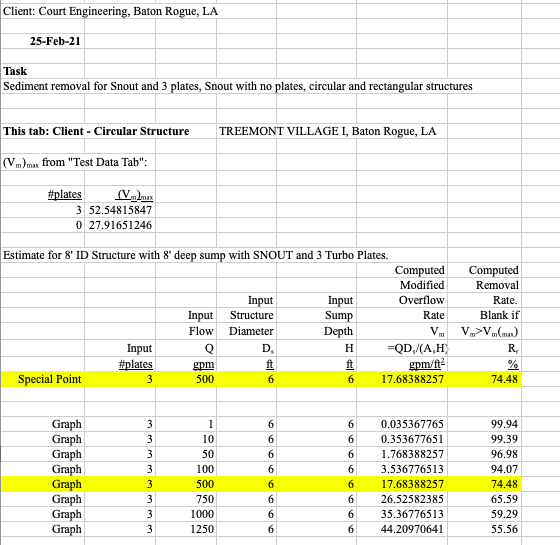 Client: Court Engineering, Baton Rogue, LA
25-Feb-21
Task
Sediment removal for Snout and 3 plates, Snout with no plates, circular and rectangular structures
This tab: Client - Circular Structure TREEMONT VILLAGE I, Baton Rogue, LA
(Vm)max from "Test Data Tab":
#plates (Vm)max
3 52.54815847
0 27.91651246
Estimate for 8' ID Structure with 8' deep sump with SNOUT and 3 Turbo Plates.
Computed Computed
Modified Removal
Input Input Overflow Rate.
Input Structure Sump Rate Blank if
Flow Diameter Depth Vm Vm>Vm(max)
Input Q Ds H =QDs/(AsH) Rr
#plates gpm ft ft gpm/ft² %
Special Point 3 500 6 6 17.68388257 74.48
Graph 3 1 6 6 0.035367765 99.94
Graph 3 10 6 6 0.353677651 99.39
Graph 3 50 6 6 1.768388257 96.98
Graph 3 100 6 6 3.536776513 94.07
Graph 3 500 6 6 17.68388257 74.48
Graph 3 750 6 6 26.52582385 65.59
Graph 3 1000 6 6 35.36776513 59.29
Graph 3 1250 6 6 44.20970641 55.56